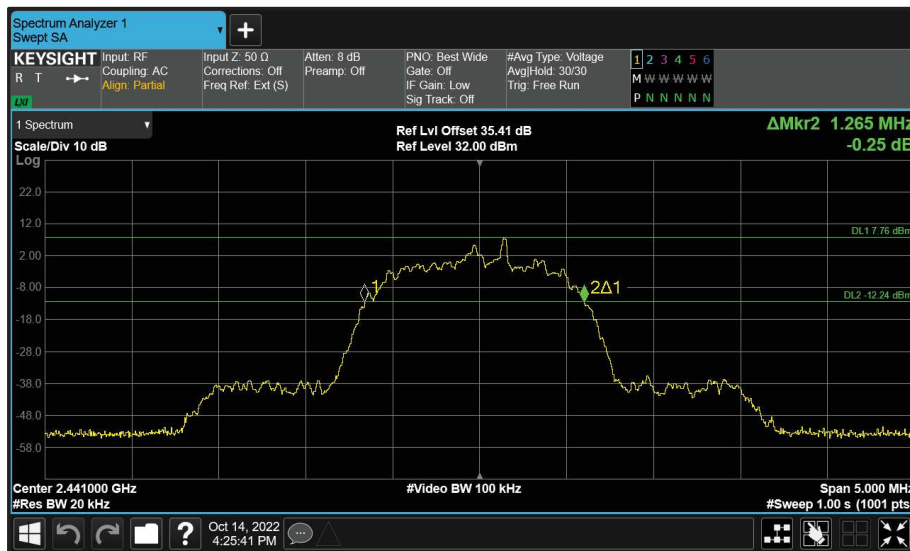 Spectrum Analyzer 1
Swept SA
KEYSIGHT
R T
LXI
Input: RF
Coupling: AC
Align: Partial
Input Z: 50 Ω
Corrections: Off
Freq Ref: Ext (S)
Atten: 8 dB
Preamp: Off
PNO: Best Wide
Gate: Off
IF Gain: Low
Sig Track: Off
#Avg Type: Voltage
Avg|Hold: 30/30
Trig: Free Run
1 2 3 4 5 6
M W W W W W
P N N N N N
1 Spectrum
Scale/Div 10 dB
Log
Ref Lvl Offset 35.41 dB
Ref Level 32.00 dBm
ΔMkr2 1.265 MHz
-0.25 dB
22.0
12.0
DL1 7.76 dBm
2.00
-8.00
1
2Δ1
DL2 -12.24 dBm
-18.0
-28.0
-38.0
-48.0
-58.0
Center 2.441000 GHz
#Res BW 20 kHz
#Video BW 100 kHz
Span 5.000 MHz
#Sweep 1.00 s (1001 pts
?
Oct 14, 2022
4:25:41 PM